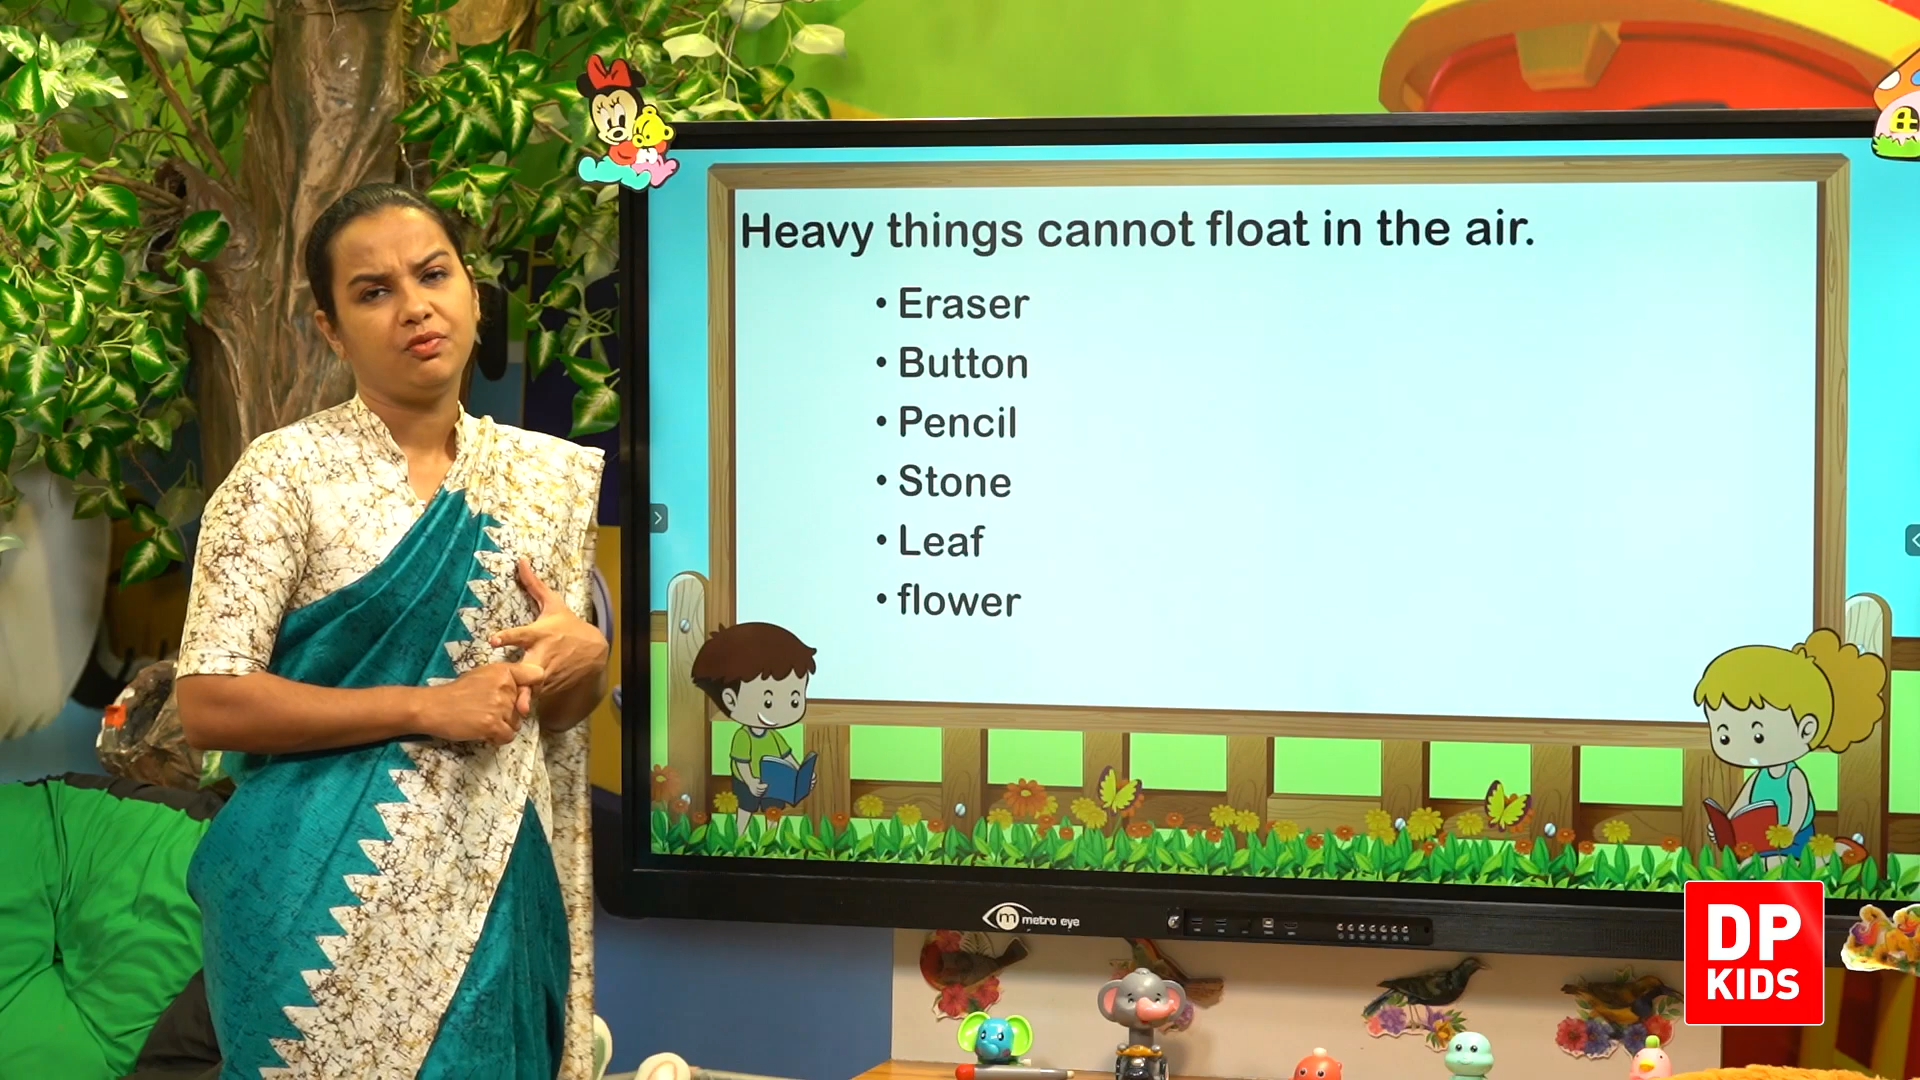 Heavy things cannot float in the air.
• Eraser
• Button
• Pencil
• Stone
• Leaf
• flower
m metro eye
DP
KIDS